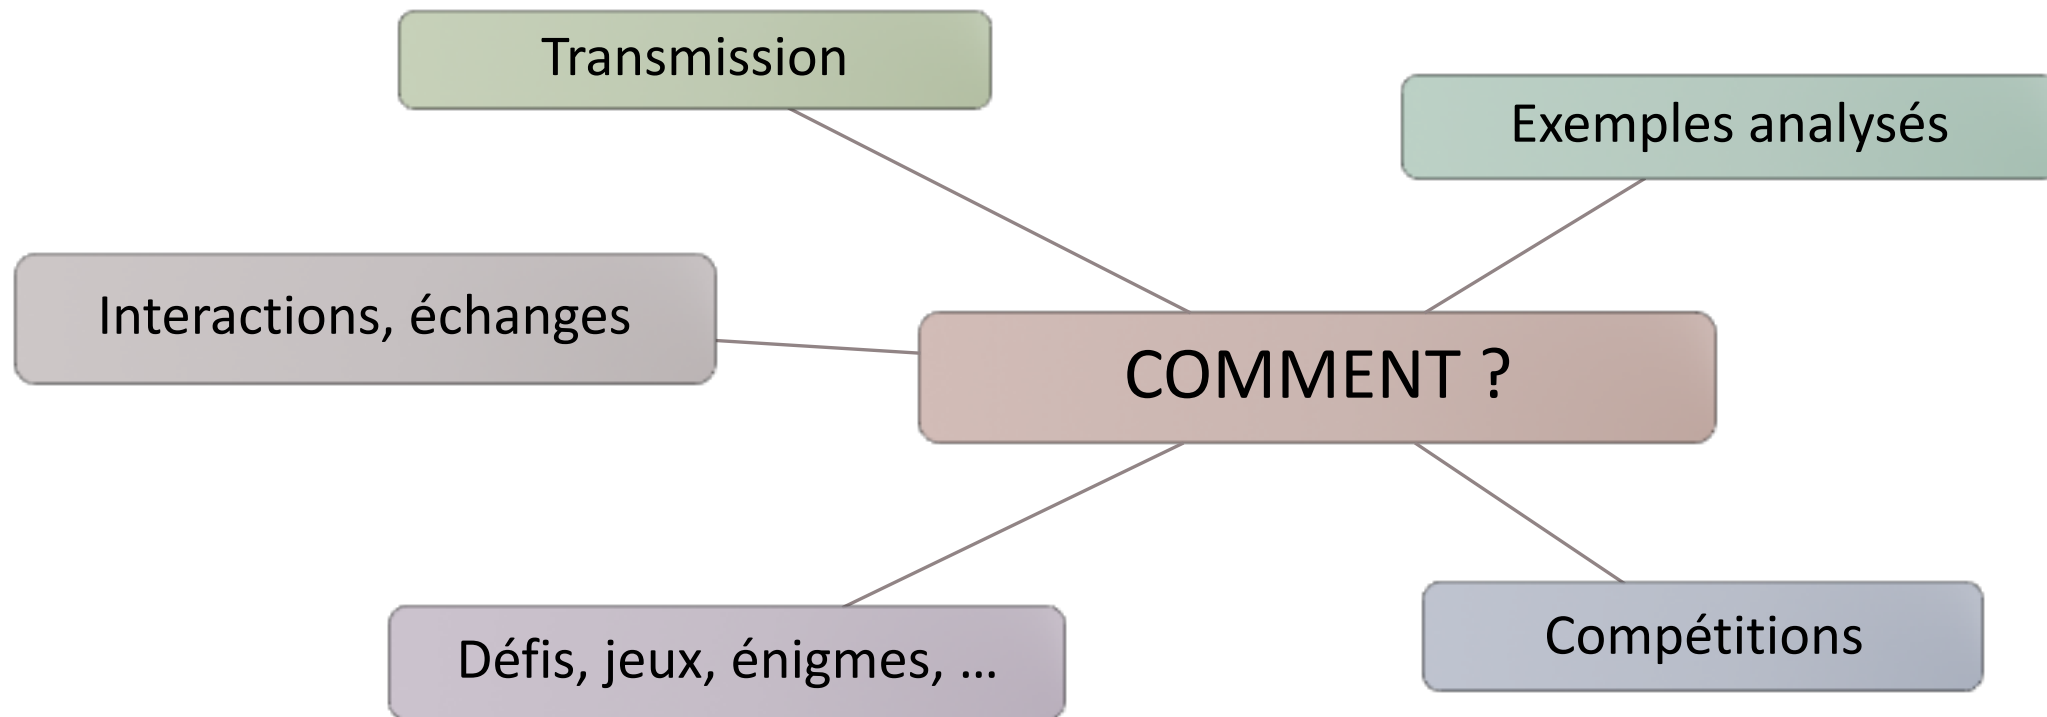 Transmission
Exemples analysés
Interactions, échanges
COMMENT ?
Défis, jeux, énigmes, ...
Compétitions